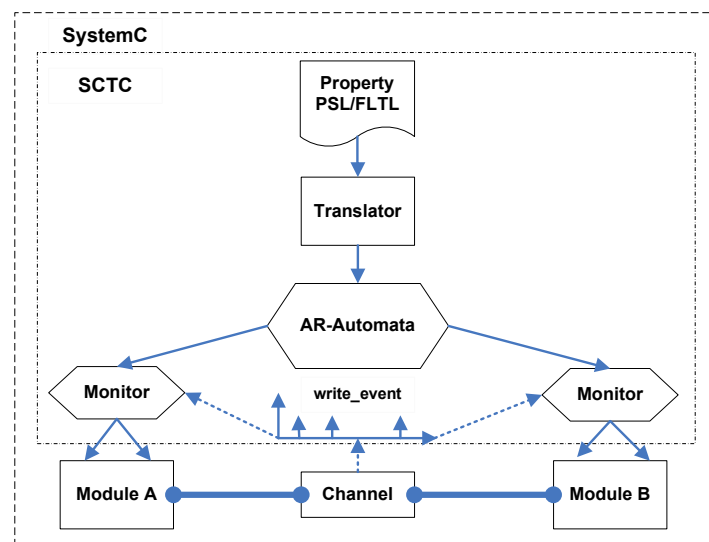 SystemC
SCTC
Property
PSL/FLTL
Translator
AR-Automata
Monitor
write_event
Monitor
Module A
Channel
Module B